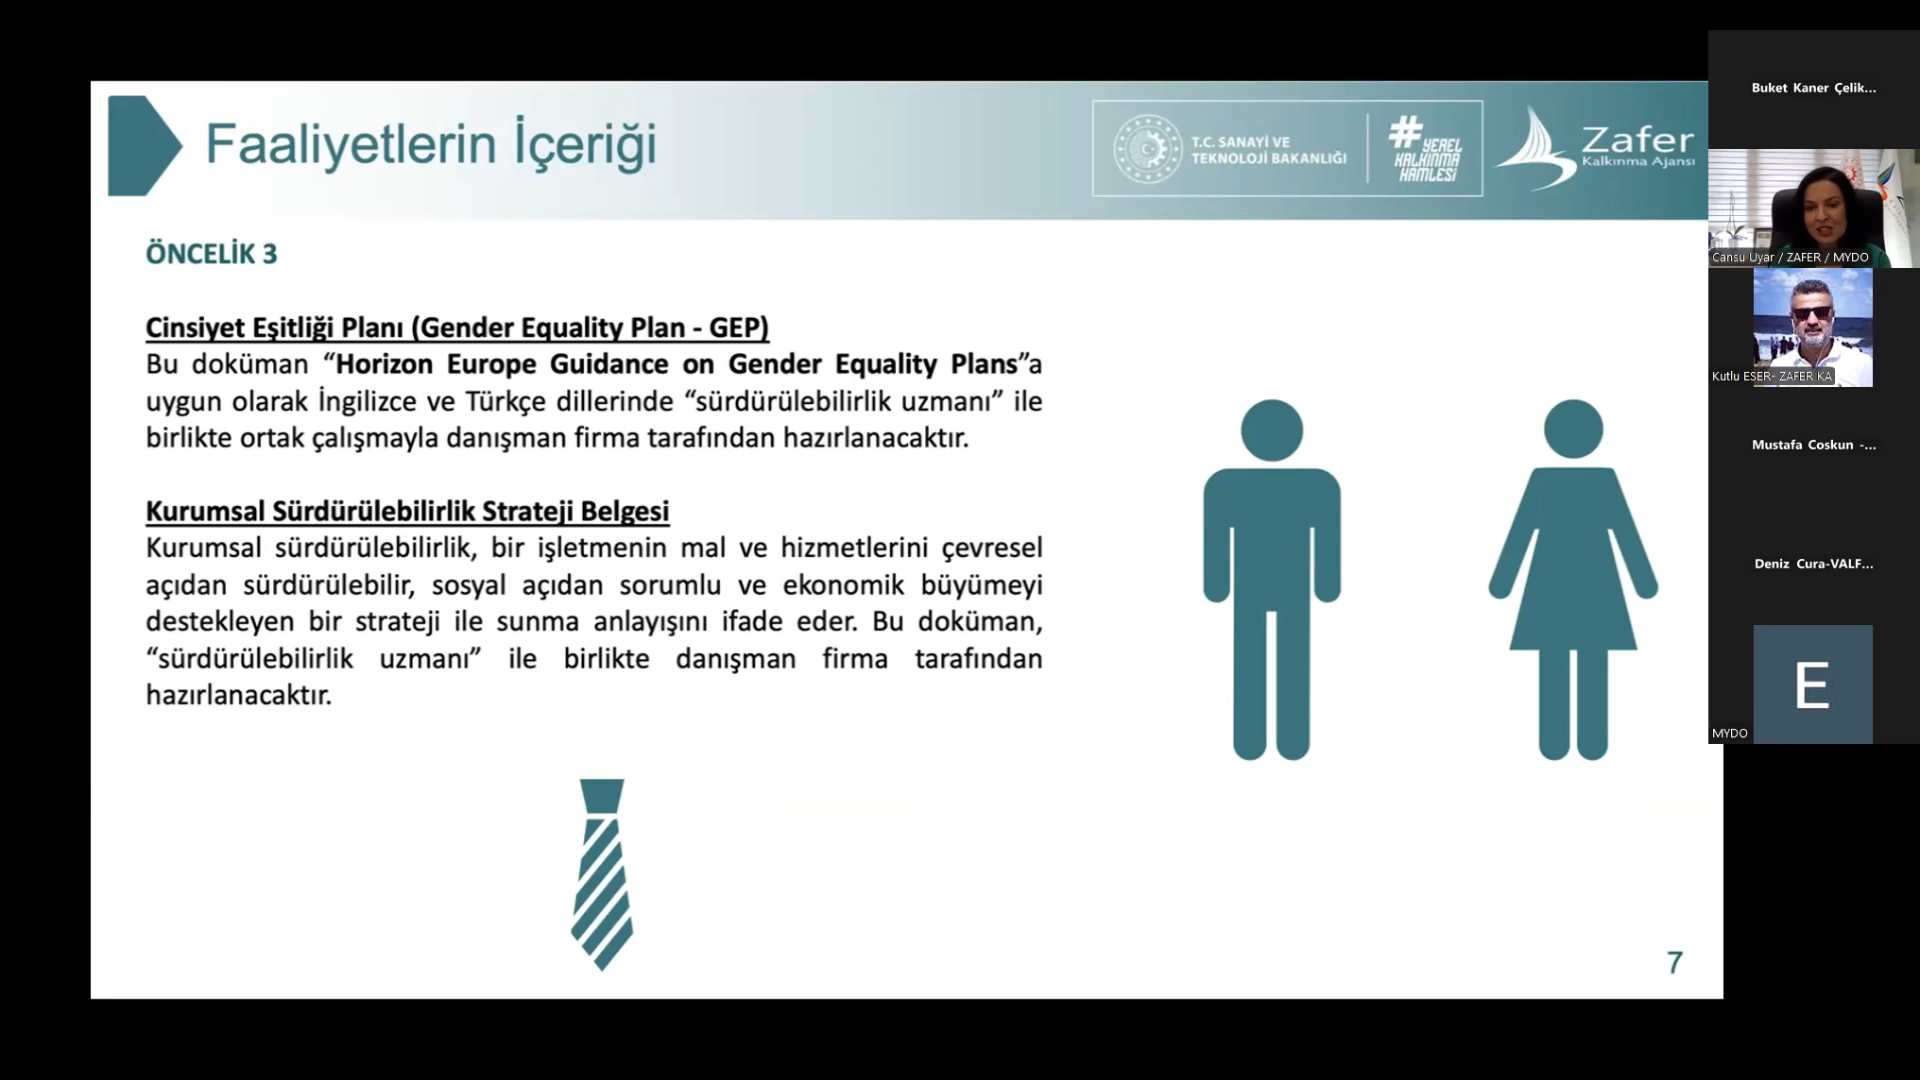 Faaliyetlerin İçeriği
T.C. SANAYİ VE
TEKNOLOJİ BAKANLIĞI
#YEREL
KALKINMA
HAMLESİ
Zafer
Kalkınma Ajansı
ÖNCELİK 3
Cinsiyet Eşitliği Planı (Gender Equality Plan - GEP)
Bu doküman “Horizon Europe Guidance on Gender Equality Plans”a
uygun olarak İngilizce ve Türkçe dillerinde “sürdürülebilirlik uzmanı” ile
birlikte ortak çalışmayla danışman firma tarafından hazırlanacaktır.
Kurumsal Sürdürülebilirlik Strateji Belgesi
Kurumsal sürdürülebilirlik, bir işletmenin mal ve hizmetlerini çevresel
açıdan sürdürülebilir, sosyal açıdan sorumlu ve ekonomik büyümeyi
destekleyen bir strateji ile sunma anlayışını ifade eder. Bu doküman,
“sürdürülebilirlik uzmanı” ile birlikte danışman firma tarafından
hazırlanacaktır.
7
Buket Kaner Çelik...
Cansu Uyar / ZAFER / MYDO
Kutlu ESER- ZAFER KA
Mustafa Coskun -...
Deniz Cura-VALF...
E
MYDO